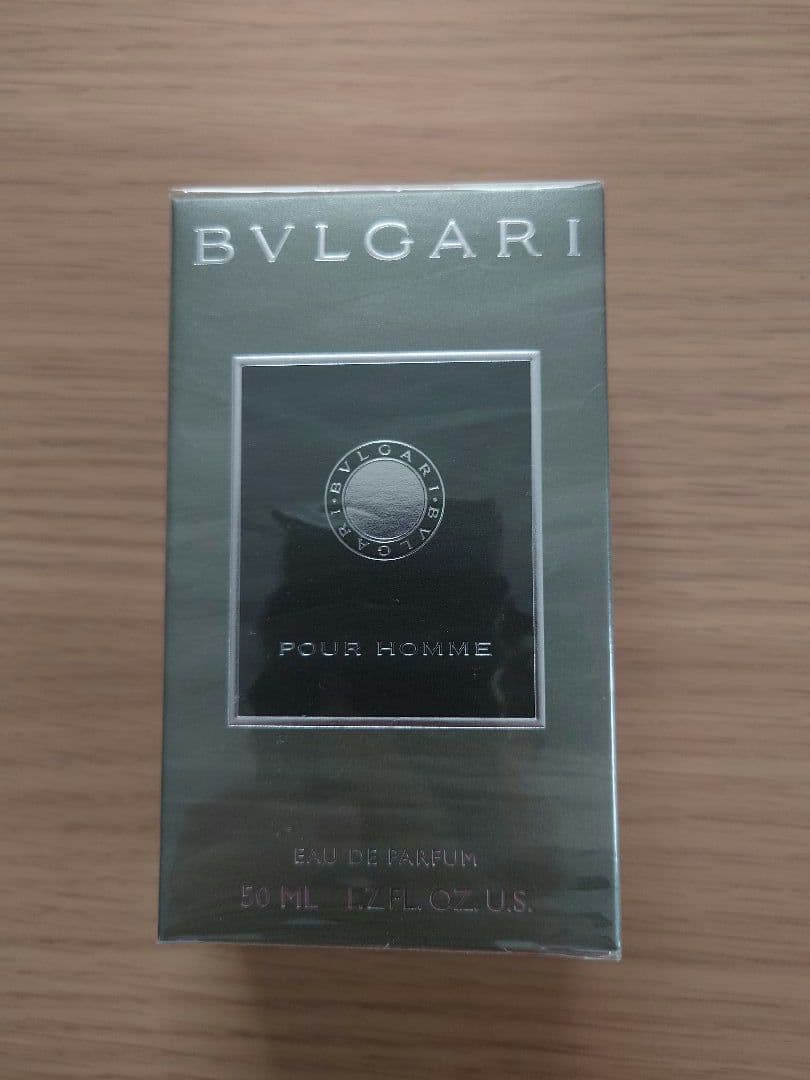 BVLGARI
BVLGARI • BVLGARI •
POUR HOMME
EAU DE PARFUM
50 ML 1.7 FL. OZ. U.S.